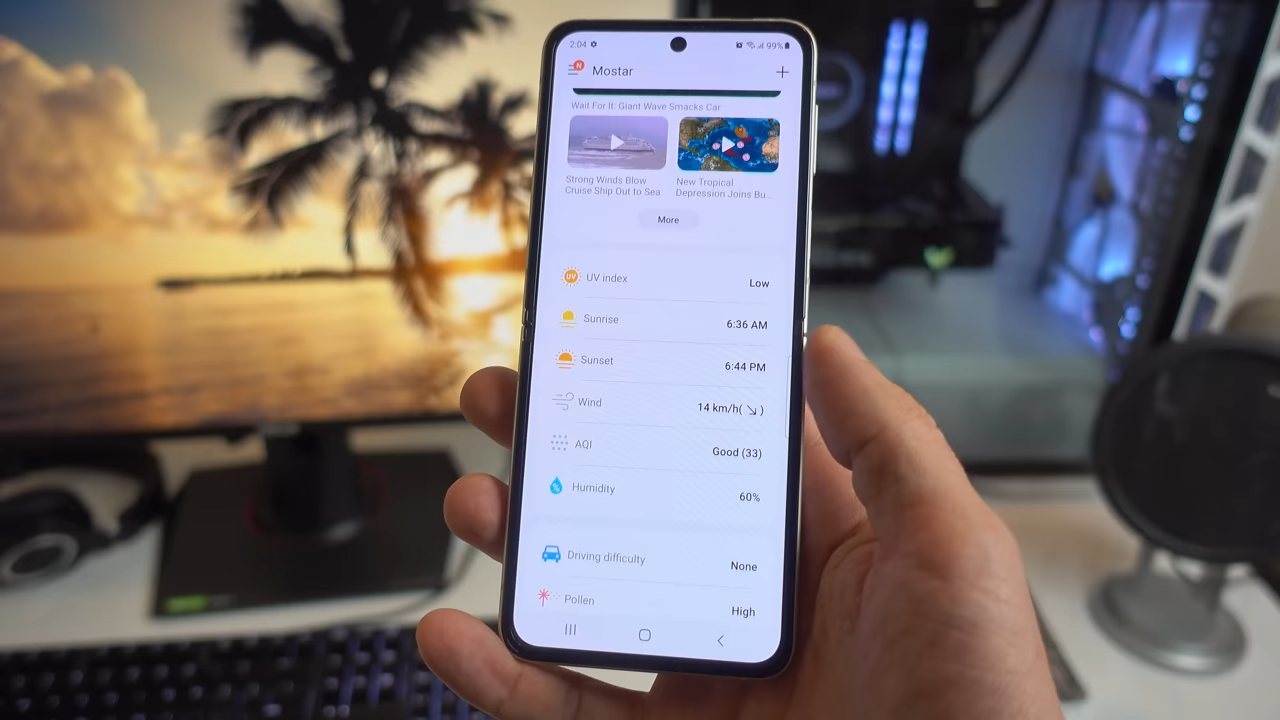 2:04 99%
N
Mostar +
Wait For It: Giant Wave Smacks Car
Strong Winds Blow
Cruise Ship Out to Sea
New Tropical
Depression Joins Bu...
More
UV UV index Low
Sunrise 6:36 AM
Sunset 6:44 PM
Wind 14 km/h(↘)
AQI Good (33)
% Humidity 60%
Driving difficulty None
Pollen High